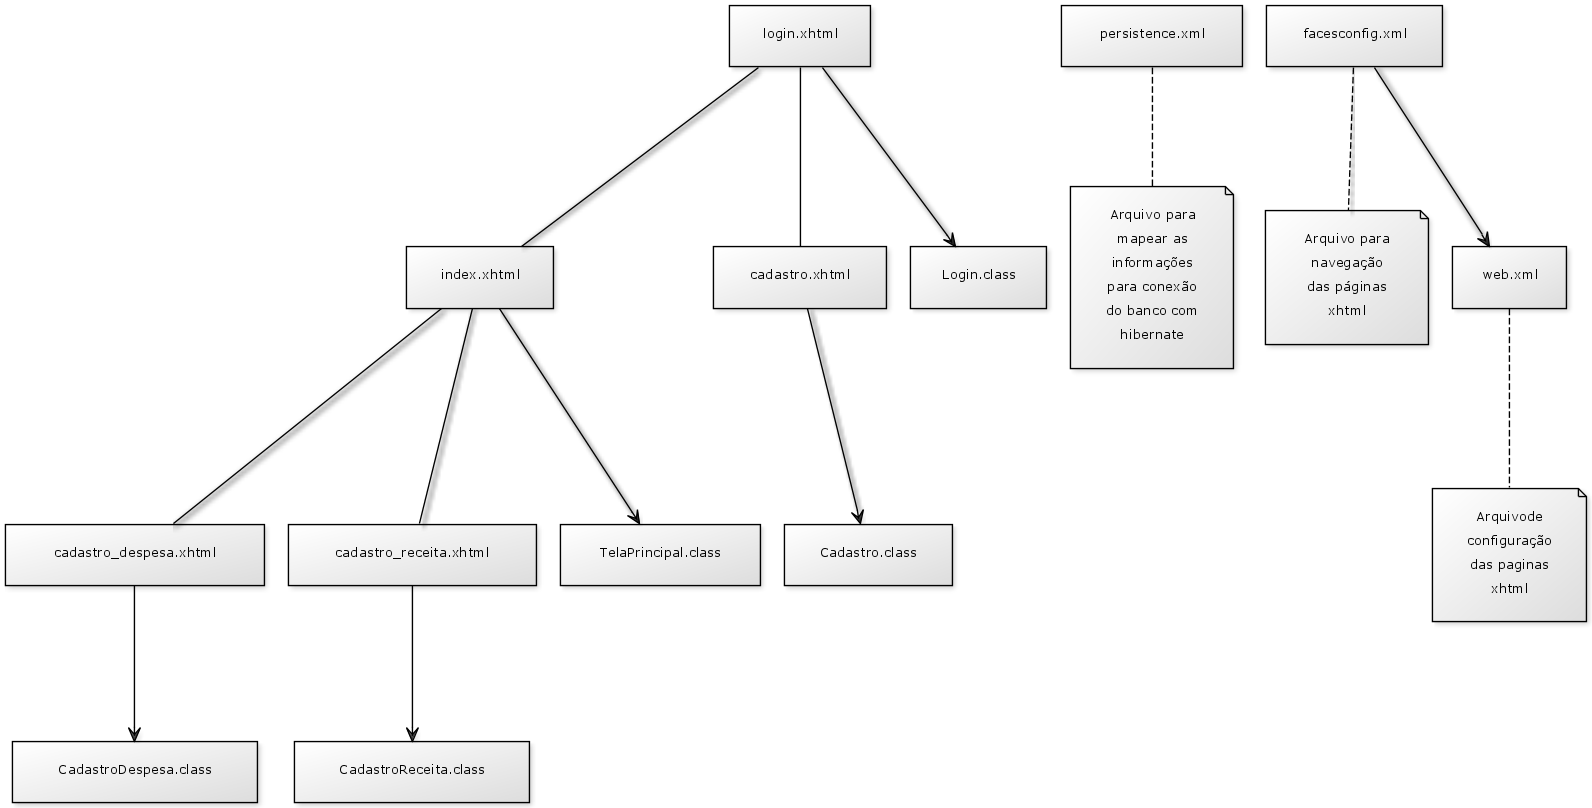 login.xhtml
persistence.xml
facesconfig.xml
Arquivo para
mapear as
informações
para conexão
do banco com
hibernate
Arquivo para
navegação
das páginas
xhtml
index.xhtml
cadastro.xhtml
Login.class
web.xml
cadastro_despesa.xhtml
cadastro_receita.xhtml
TelaPrincipal.class
Cadastro.class
Arquivode
configuração
das paginas
xhtml
CadastroDespesa.class
CadastroReceita.class